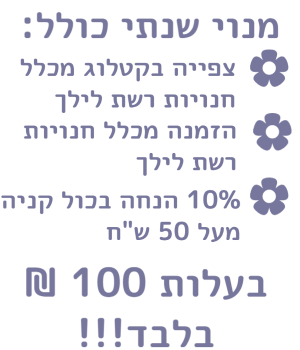 מנוי שנתי כולל:
צפייה בקטלוג מכלל
חנויות רשת לילך
הזמנה מכלל חנויות
רשת לילך
10% הנחה בכול קניה
מעל 50 ש"ח
בעלות 100 ₪
בלבד!!!